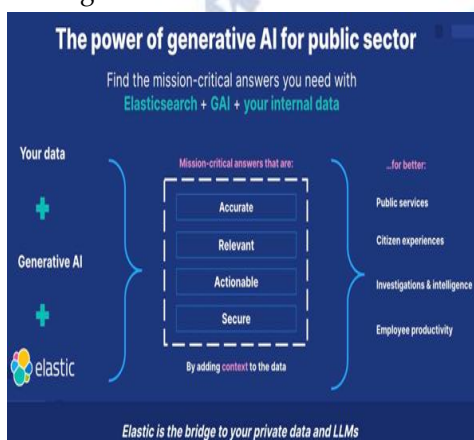 The power of generative AI for public sector
Find the mission-critical answers you need with
Elasticsearch + GAI + your internal data
Your data
+
Generative AI
+
elastic
Mission-critical answers that are:
Accurate
Relevant
Actionable
Secure
By adding context to the data
...for better:
Public services
Citizen experiences
Investigations & intelligence
Employee productivity
Elastic is the bridge to your private data and LLMs